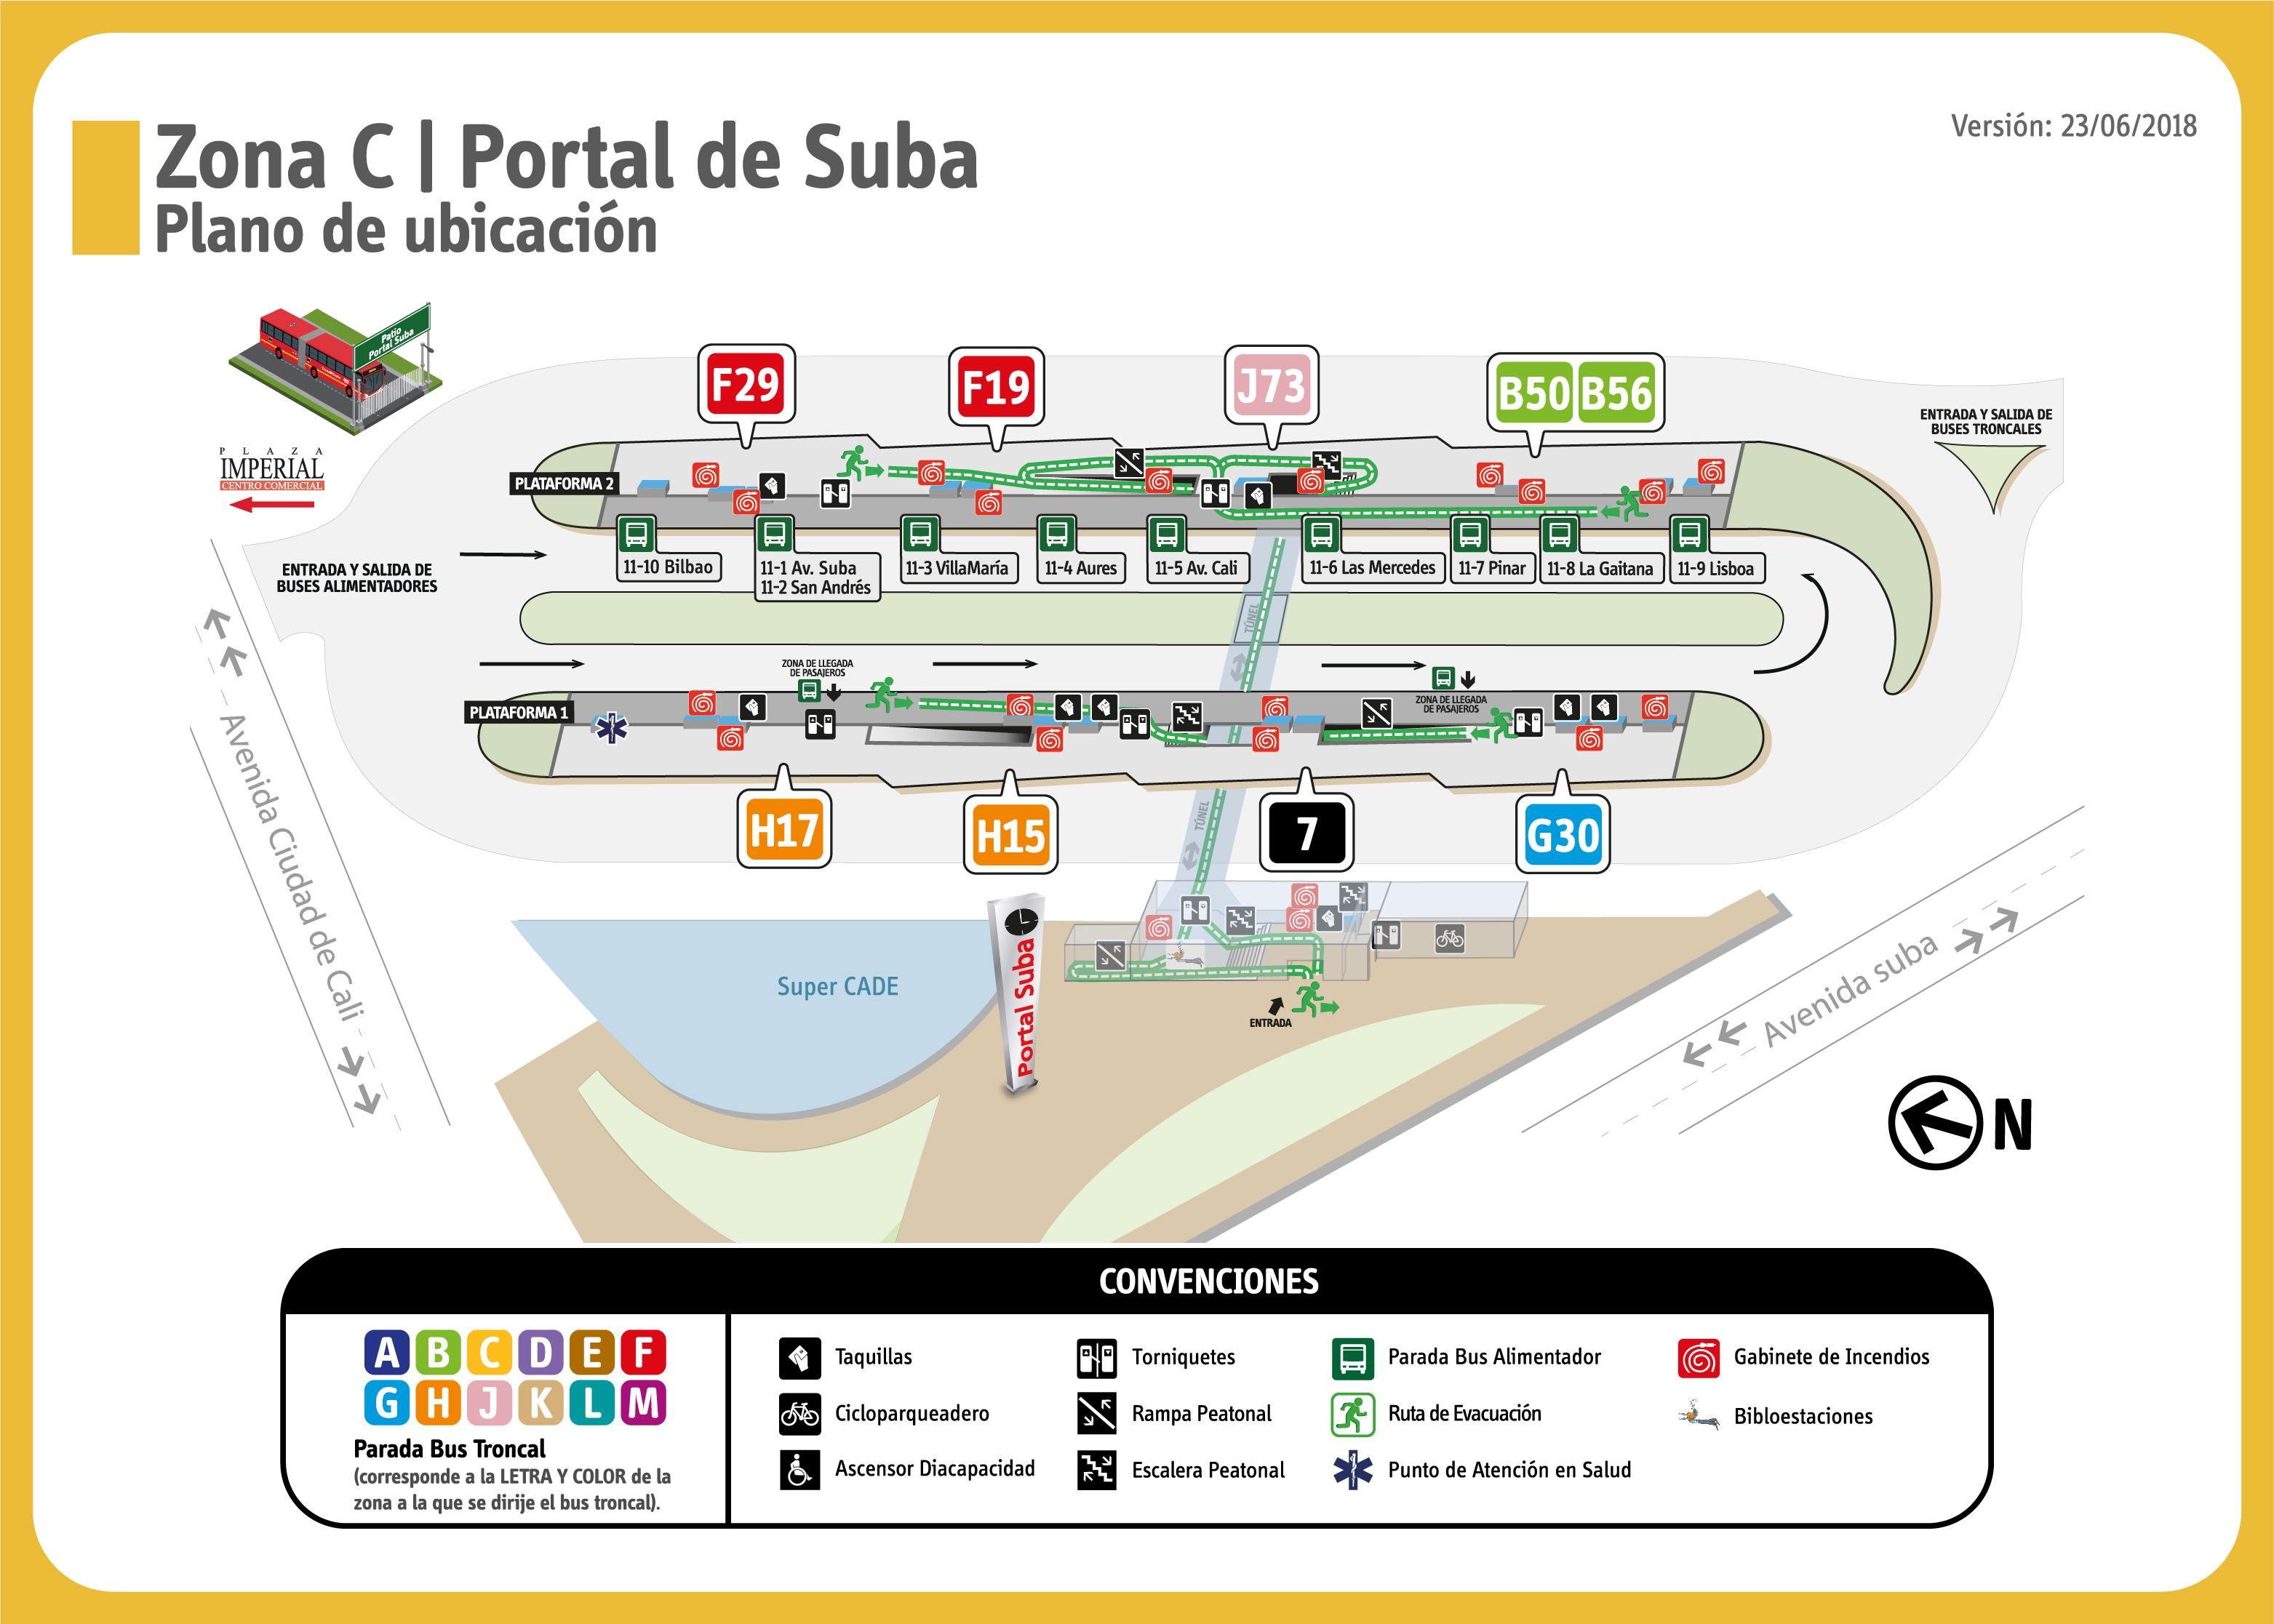 Zona C | Portal de Suba
Plano de ubicación
Versión: 23/06/2018
Patio
Portal Suba
PLAZA
IMPERIAL
CENTRO COMERCIAL
F29
F19
J73
B50 B56
ENTRADA Y SALIDA DE
BUSES TRONCALES
PLATAFORMA 2
ENTRADA Y SALIDA DE
BUSES ALIMENTADORES
11-10 Bilbao
11-1 Av. Suba
11-2 San Andrés
11-3 VillaMaría
11-4 Aures
11-5 Av. Cali
11-6 Las Mercedes
11-7 Pinar
11-8 La Gaitana
11-9 Lisboa
TÚNEL
ZONA DE LLEGADA
DE PASAJEROS
ZONA DE LLEGADA
DE PASAJEROS
PLATAFORMA 1
H17
H15
7
G30
TÚNEL
Avenida Ciudad de Cali
Super CADE
Portal Suba
ENTRADA
Avenida suba
N
CONVENCIONES
A B C D E F
G H J K L M
Parada Bus Troncal
(corresponde a la LETRA Y COLOR de la
zona a la que se dirije el bus troncal).
Taquillas
Cicloparqueadero
Ascensor Diacapacidad
Torniquetes
Rampa Peatonal
Escalera Peatonal
Parada Bus Alimentador
Ruta de Evacuación
Punto de Atención en Salud
Gabinete de Incendios
Bibloestaciones